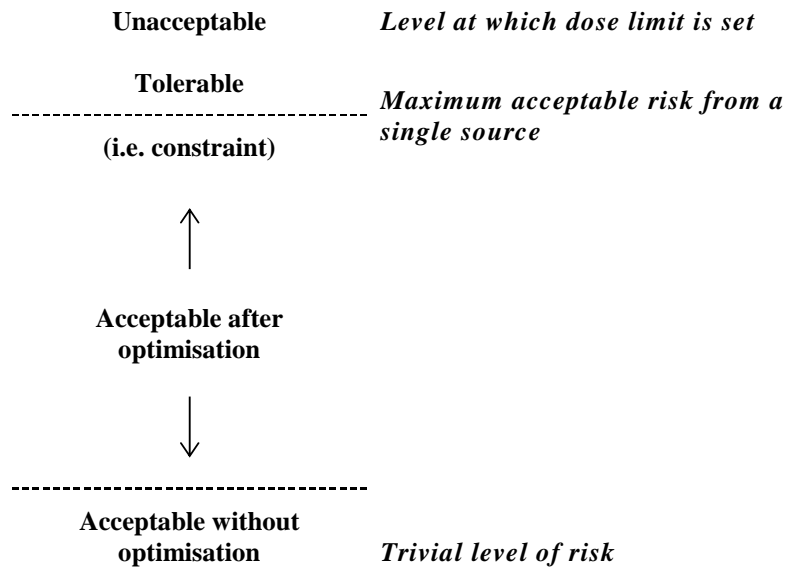 Unacceptable Level at which dose limit is set
Tolerable
Maximum acceptable risk from a
single source
(i.e. constraint)
Acceptable after
optimisation
Acceptable without
optimisation Trivial level of risk